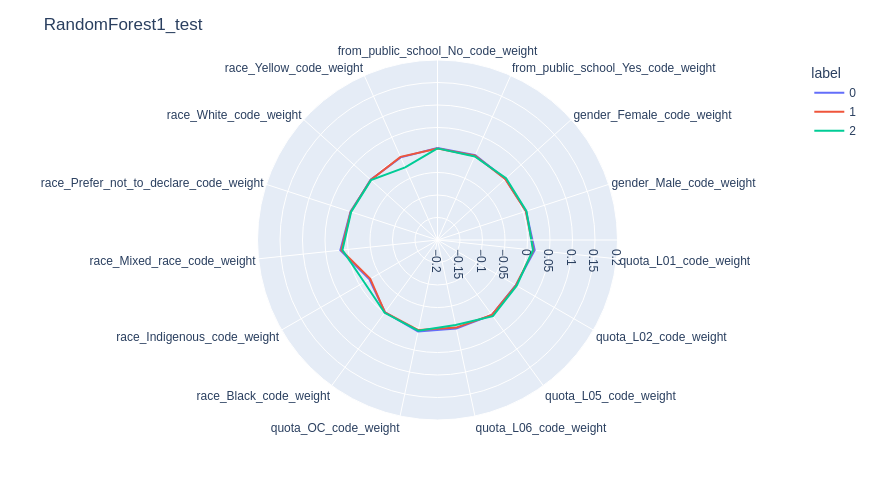 RandomForest1_test
from_public_school_No_code_weight
race_Yellow_code_weight
from_public_school_Yes_code_weight
label
0
1
2
race_White_code_weight
gender_Female_code_weight
race_Prefer_not_to_declare_code_weight
gender_Male_code_weight
race_Mixed_race_code_weight
−0.2
−0.15
−0.1
−0.05
0
0.05
0.1
0.15
0.2
quota_L01_code_weight
race_Indigenous_code_weight
quota_L02_code_weight
race_Black_code_weight
quota_L05_code_weight
quota_OC_code_weight
quota_L06_code_weight